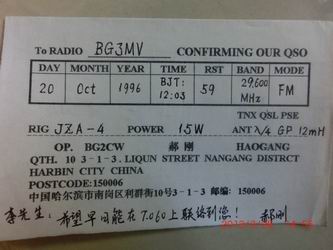 To RADIO BG3MV CONFIRMING OUR QSO
DAY MONTH YEAR TIME RST BAND MODE
20 Oct 1996 BJT: 12:03 59 29,600 MHz FM
TNX QSL PSE
RIG JZA-4 POWER 15W ANT λ/4 GP 12mH
OP. BG2CW 郝刚 HAOGANG
QTH. 10 3-1-3. LIQUN STREET NANGANG DISTRCT
HARBIN CITY CHINA
POSTCODE:150006
中国哈尔滨市南岗区利群街10号3-1-3 邮编: 150006
李先生: 希望早日能在7.060上联络到您! 郝刚